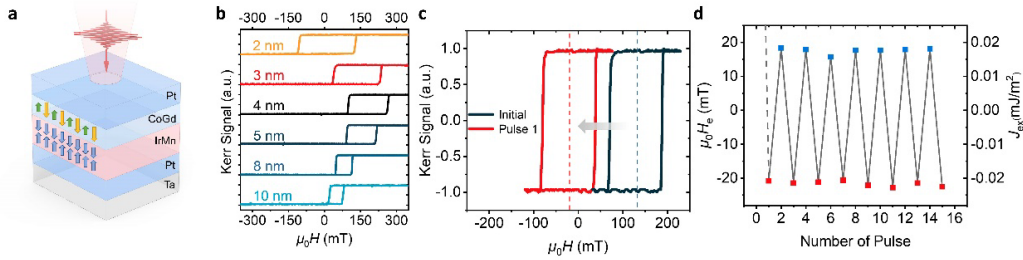 a
Pt
CoGd
IrMn
Pt
Ta
b
-300 -150 0 150 300
2 nm
3 nm
4 nm
5 nm
8 nm
10 nm
Kerr Signal (a.u.)
-300 -150 0 150 300
μ₀H (mT)
c
1.0
0.5
0.0
-0.5
-1.0
Kerr Signal (a.u.)
Initial
Pulse 1
-200 -100 0 100 200
μ₀H (mT)
d
20
10
0
-10
-20
μ₀Hₑ (mT)
0.02
0.01
0.00
-0.01
-0.02
Jex(mJ/m²)
0 2 4 6 8 10 12 14 16
Number of Pulse